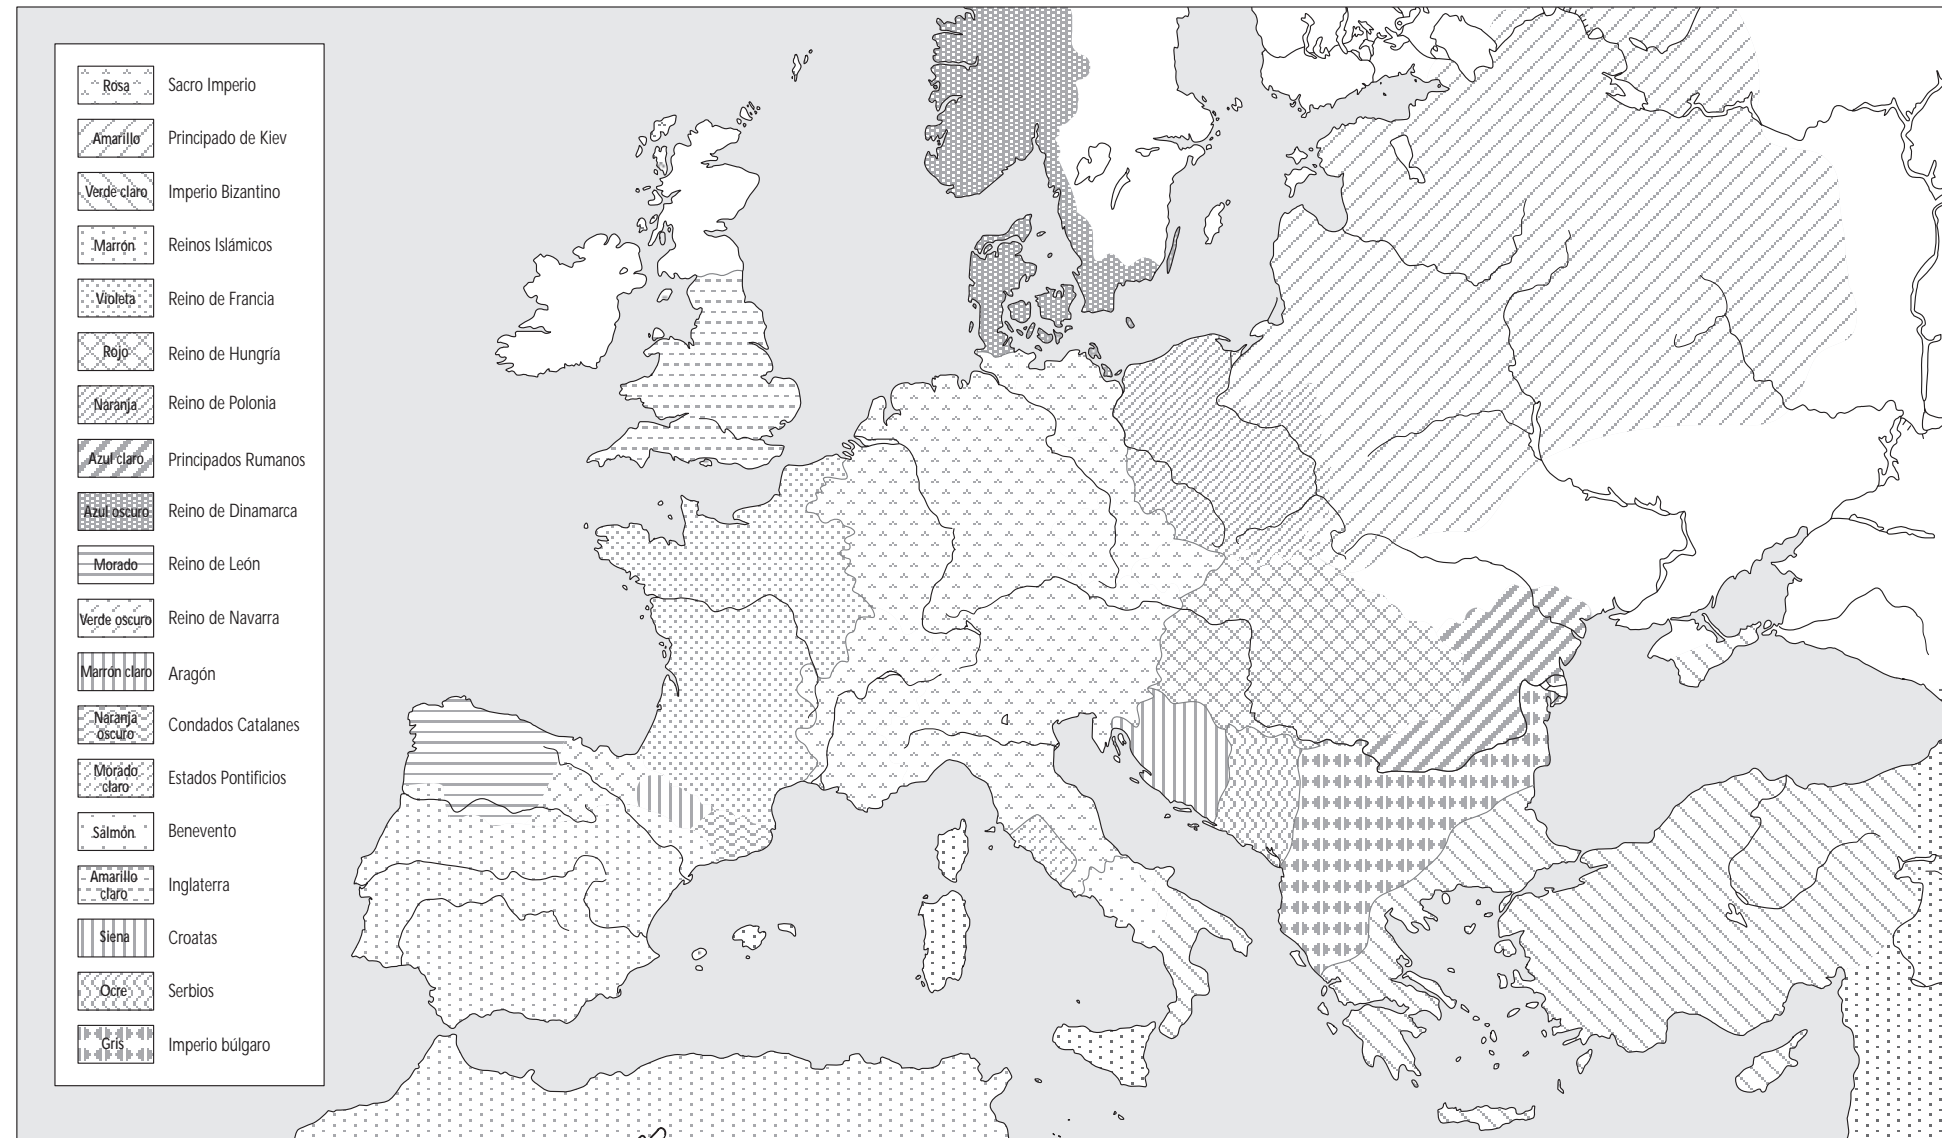 Rosa Sacro Imperio
Amarillo Principado de Kiev
Verde claro Imperio Bizantino
Marrón Reinos Islámicos
Violeta Reino de Francia
Rojo Reino de Hungría
Naranja Reino de Polonia
Azul claro Principados Rumanos
Azul oscuro Reino de Dinamarca
Morado Reino de León
Verde oscuro Reino de Navarra
Marrón claro Aragón
Naranja
oscuro Condados Catalanes
Morado
claro Estados Pontificios
Salmón Benevento
Amarillo
claro Inglaterra
Siena Croatas
Ocre Serbios
Gris Imperio búlgaro